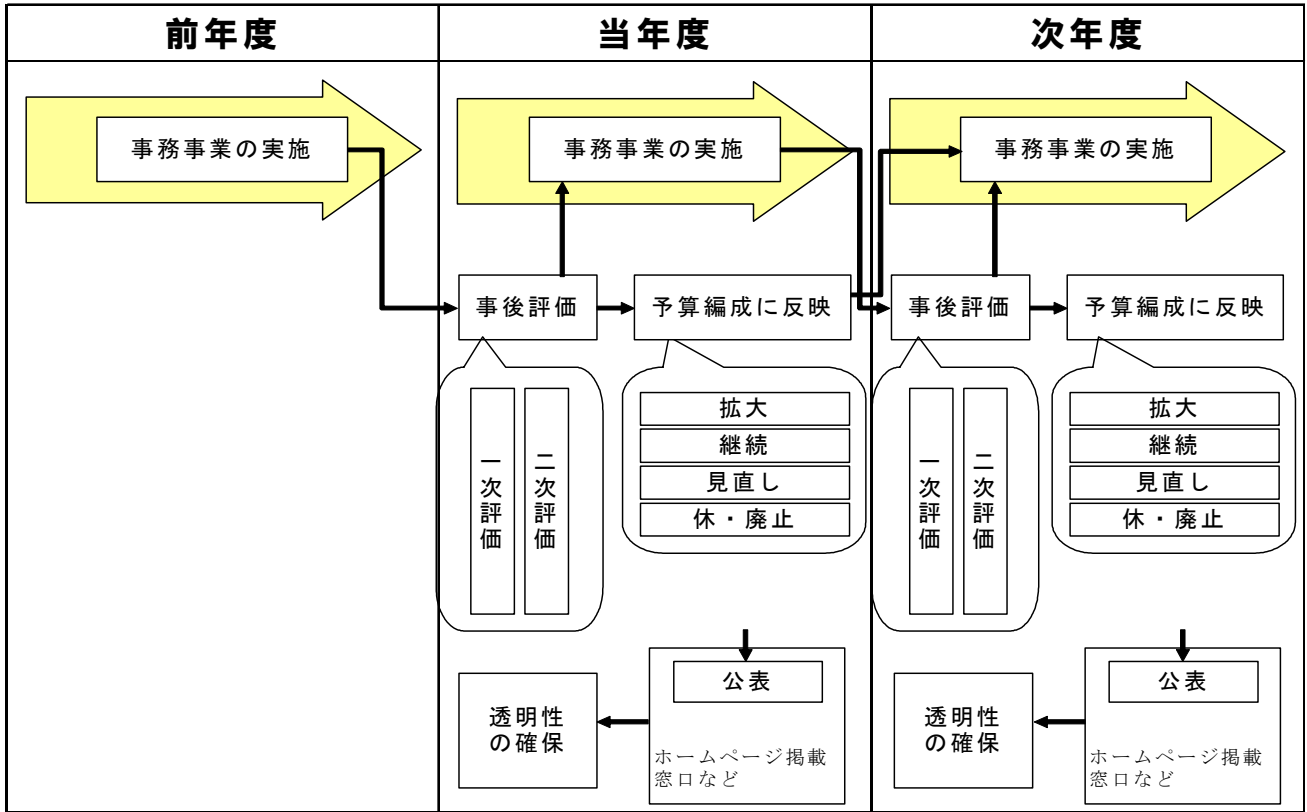 前年度
当年度
次年度
事務事業の実施
事務事業の実施
事務事業の実施
事後評価
予算編成に反映
事後評価
予算編成に反映
一次評価
二次評価
拡大
継続
見直し
休・廃止
一次評価
二次評価
拡大
継続
見直し
休・廃止
透明性
の確保
公表
ホームページ掲載
窓口など
透明性
の確保
公表
ホームページ掲載
窓口など